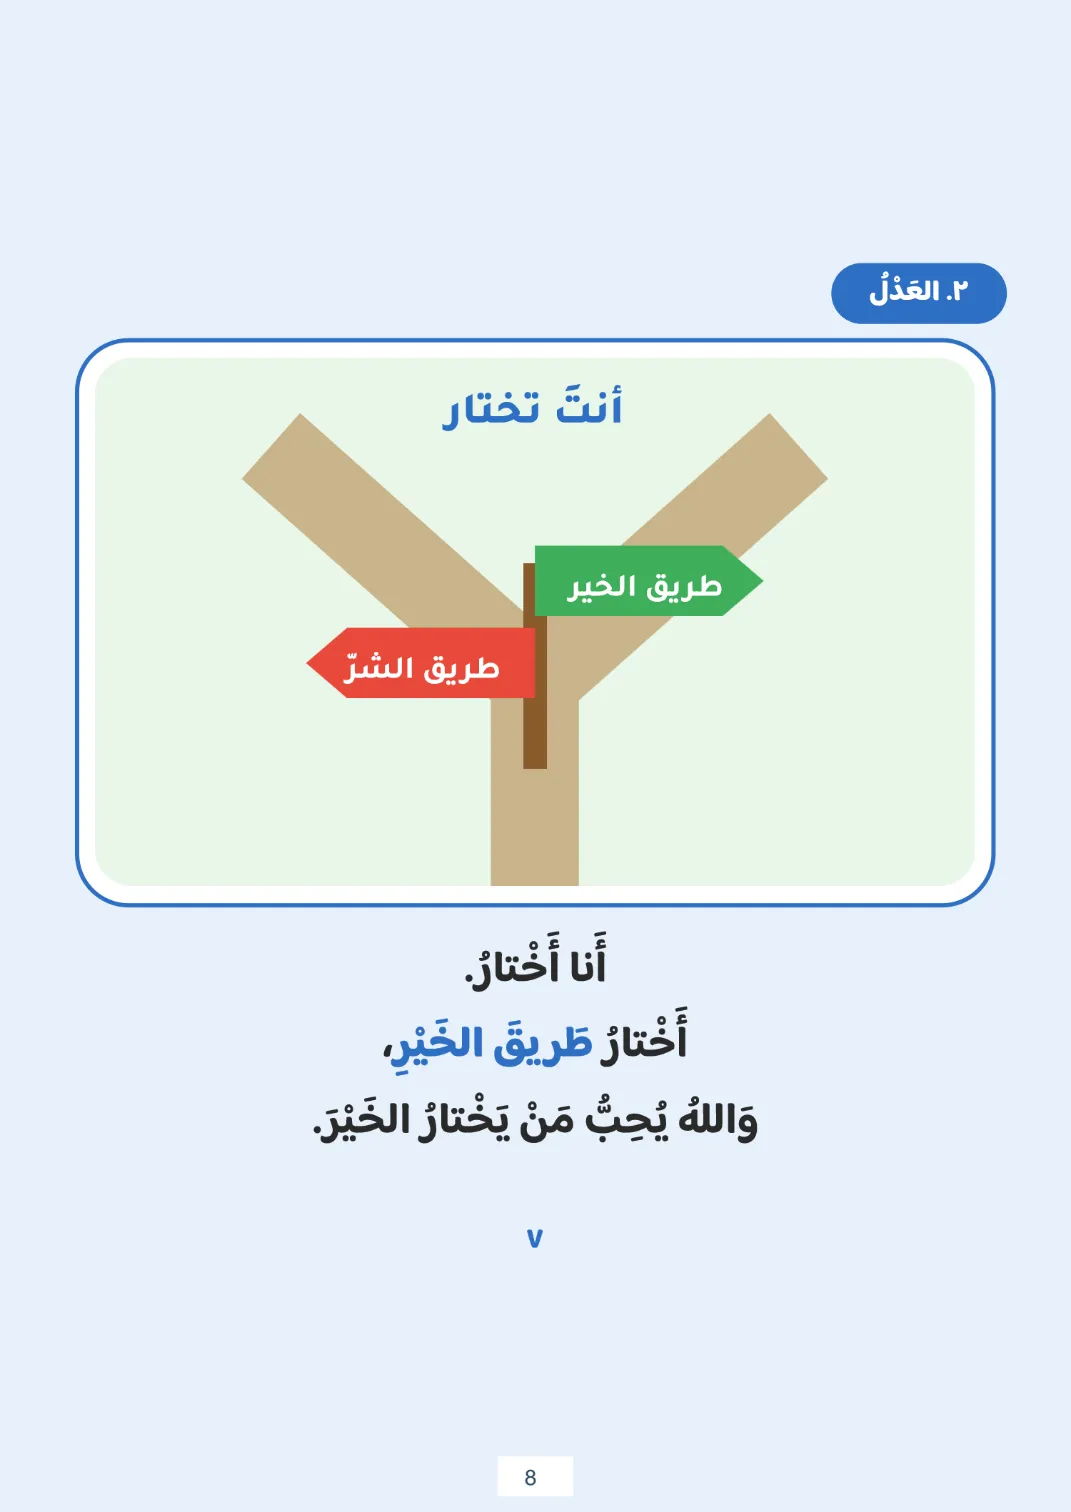 ٢. العَدْلُ
أنتَ تختار
طريق الخير
طريق الشرّ
أَنا أَخْتارُ.
أَخْتارُ طَريقَ الخَيْرِ،
وَاللهُ يُحِبُّ مَنْ يَخْتارُ الخَيْرَ.
٧
8